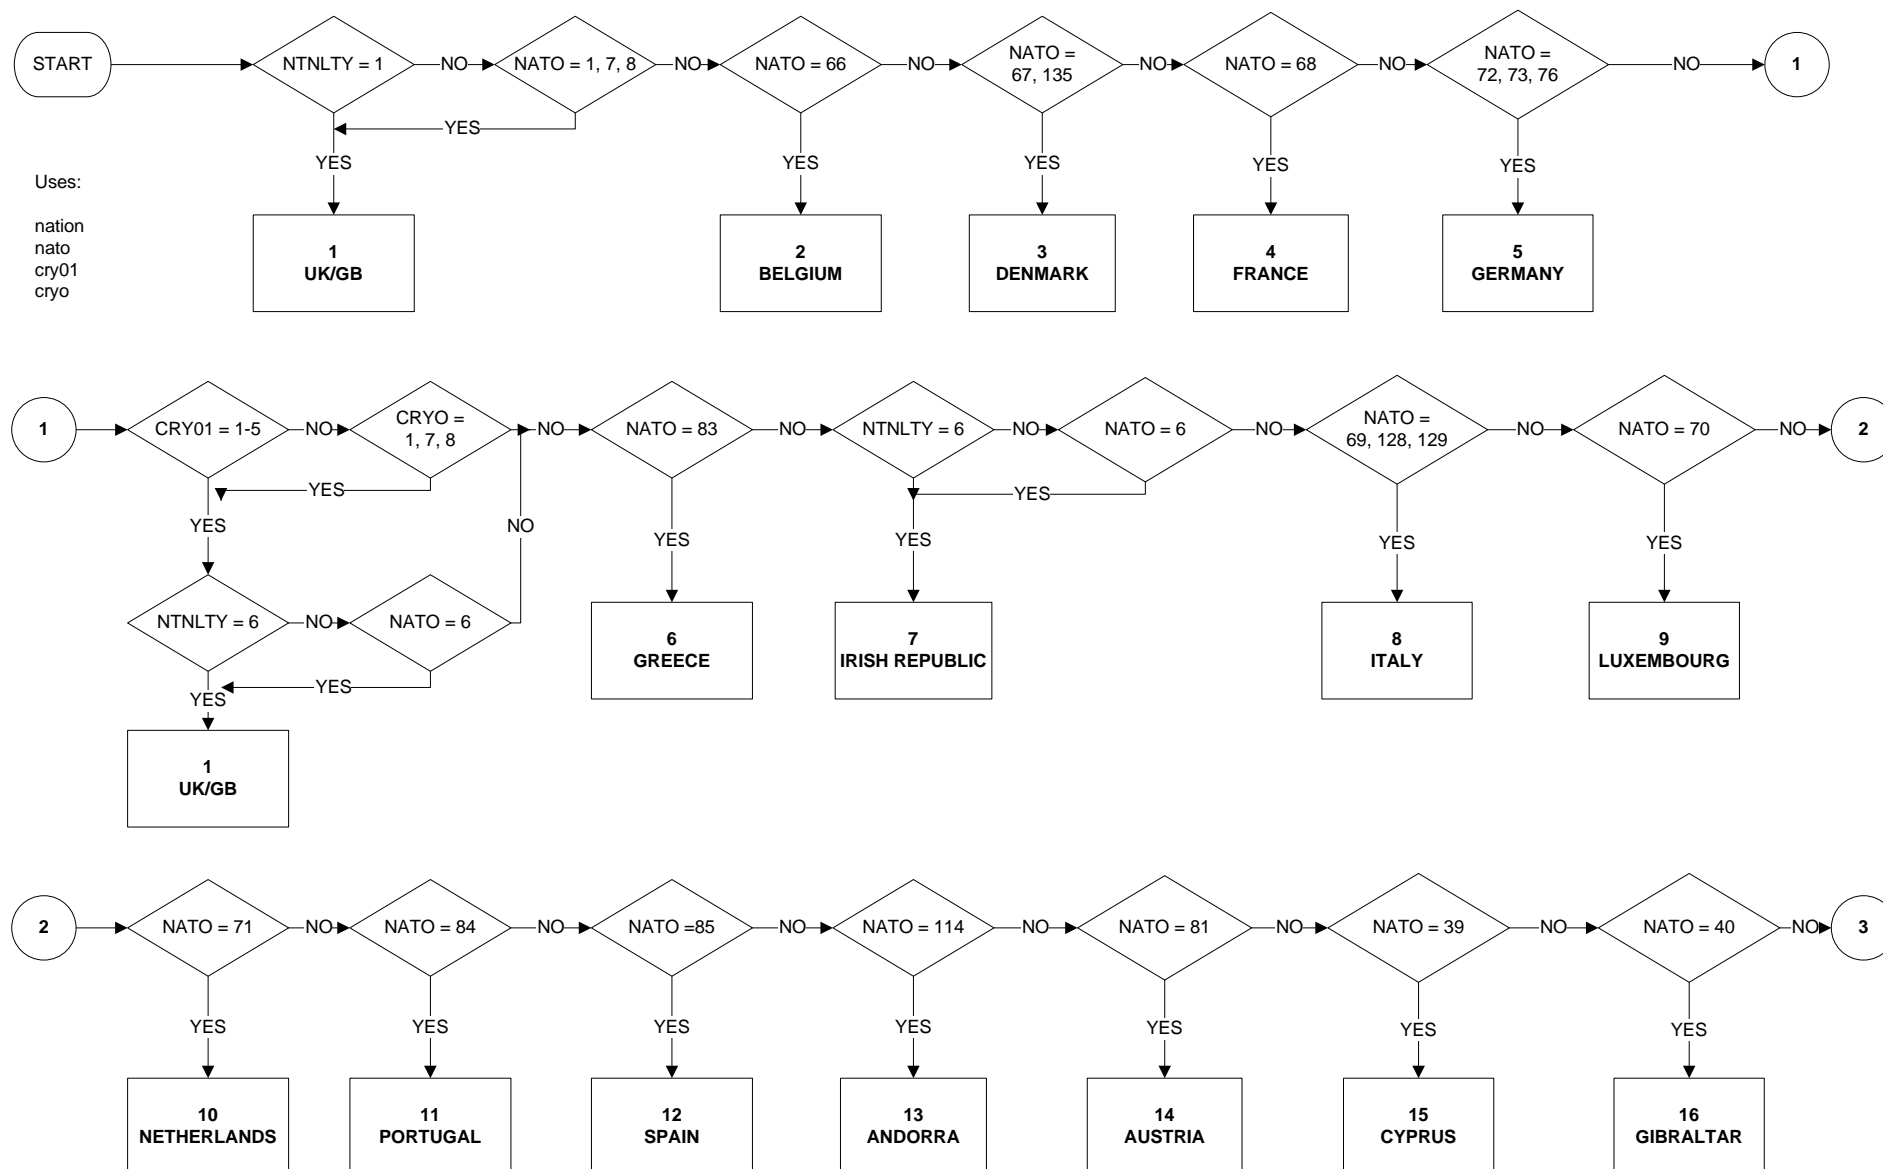 START
NTNLTY = 1
NO
NATO = 1, 7, 8
NO
NATO = 66
NO
NATO =
67, 135
NO
NATO = 68
NO
NATO =
72, 73, 76
NO
1
YES
YES
YES
YES
YES
YES
Uses:
nation
nato
cry01
cryo
1
UK/GB
2
BELGIUM
3
DENMARK
4
FRANCE
5
GERMANY
1
CRY01 = 1-5
NO
CRYO =
1, 7, 8
NO
NATO = 83
NO
NTNLTY = 6
NO
NATO = 6
NO
NATO =
69, 128, 129
NO
NATO = 70
NO
2
YES
YES
YES
NO
YES
YES
YES
YES
NTNLTY = 6
NO
NATO = 6
YES
YES
6
GREECE
7
IRISH REPUBLIC
8
ITALY
9
LUXEMBOURG
1
UK/GB
2
NATO = 71
NO
NATO = 84
NO
NATO =85
NO
NATO = 114
NO
NATO = 81
NO
NATO = 39
NO
NATO = 40
NO
3
YES
YES
YES
YES
YES
YES
YES
10
NETHERLANDS
11
PORTUGAL
12
SPAIN
13
ANDORRA
14
AUSTRIA
15
CYPRUS
16
GIBRALTAR